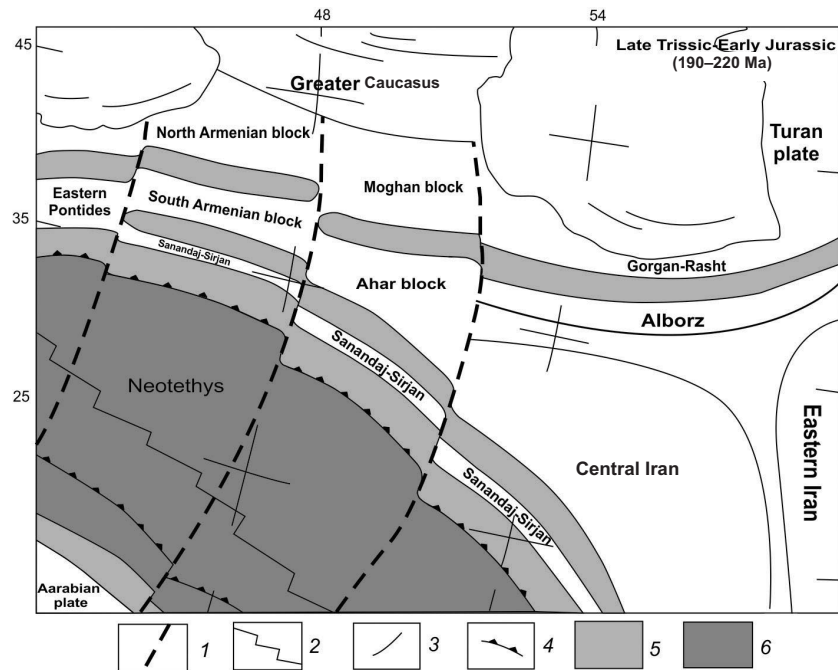 48
54
45
Late Trissic-Early Jurassic
(190–220 Ma)
Greater Caucasus
North Armenian block
Turan
plate
Moghan block
Eastern
Pontides
South Armenian block
35
Sanandaj-Sirjan
Gorgan-Rasht
Ahar block
Alborz
Sanandaj-Sirjan
Neotethys
25
Eastern Iran
Central Iran
Sanandaj-Sirjan
Aarabian
plate
1
2
3
4
5
6